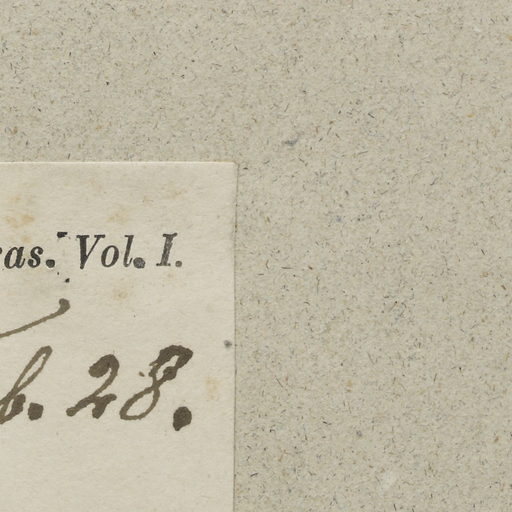 as. Vol. I.
b. 28.